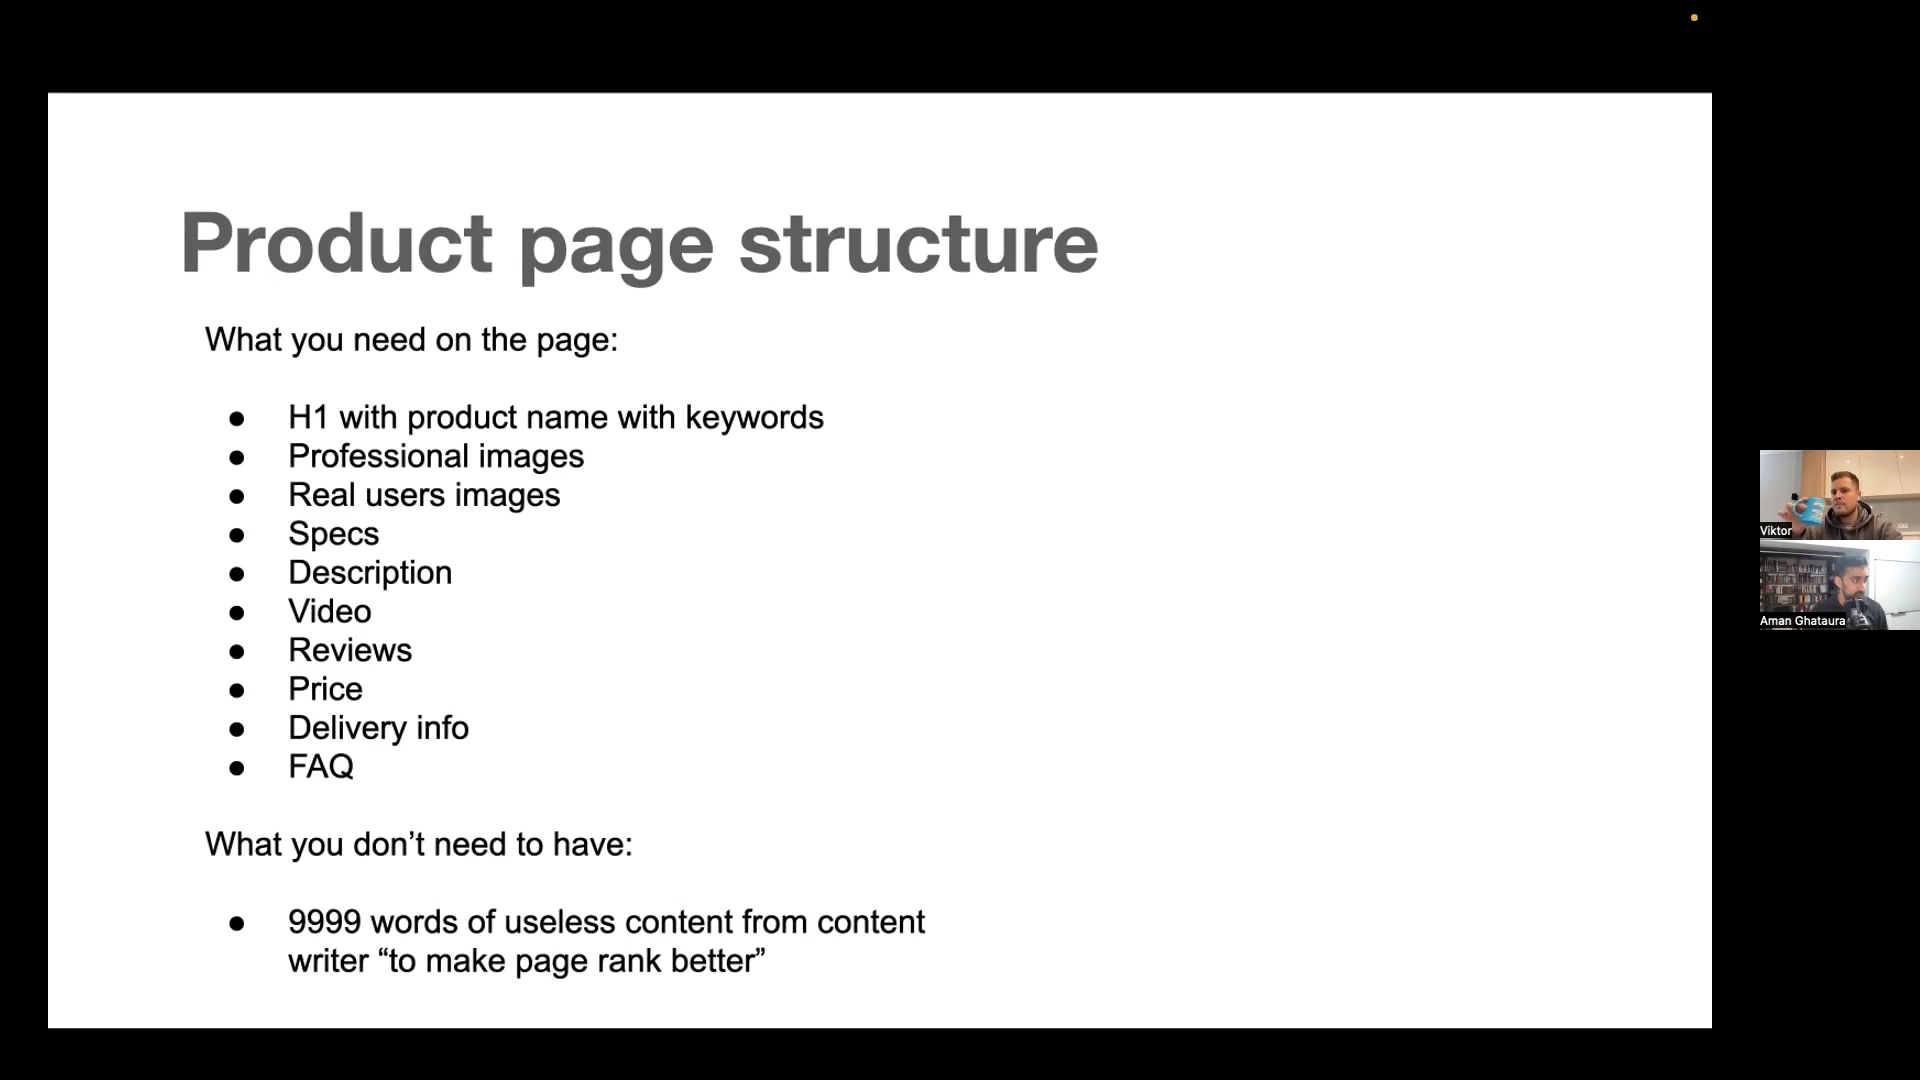 Product page structure
What you need on the page:
● H1 with product name with keywords
● Professional images
● Real users images
● Specs
● Description
● Video
● Reviews
● Price
● Delivery info
● FAQ
What you don’t need to have:
● 9999 words of useless content from content
writer “to make page rank better”
Viktor
Aman Ghataura